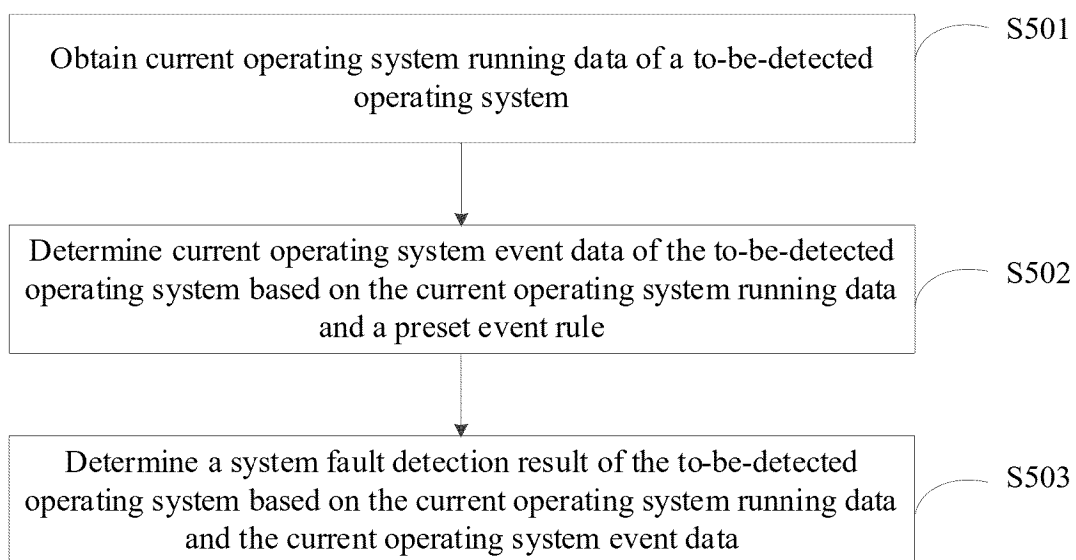 S501
Obtain current operating system running data of a to-be-detected
operating system
Determine current operating system event data of the to-be-detected
operating system based on the current operating system running data
and a preset event rule
S502
Determine a system fault detection result of the to-be-detected
operating system based on the current operating system running data
and the current operating system event data
S503